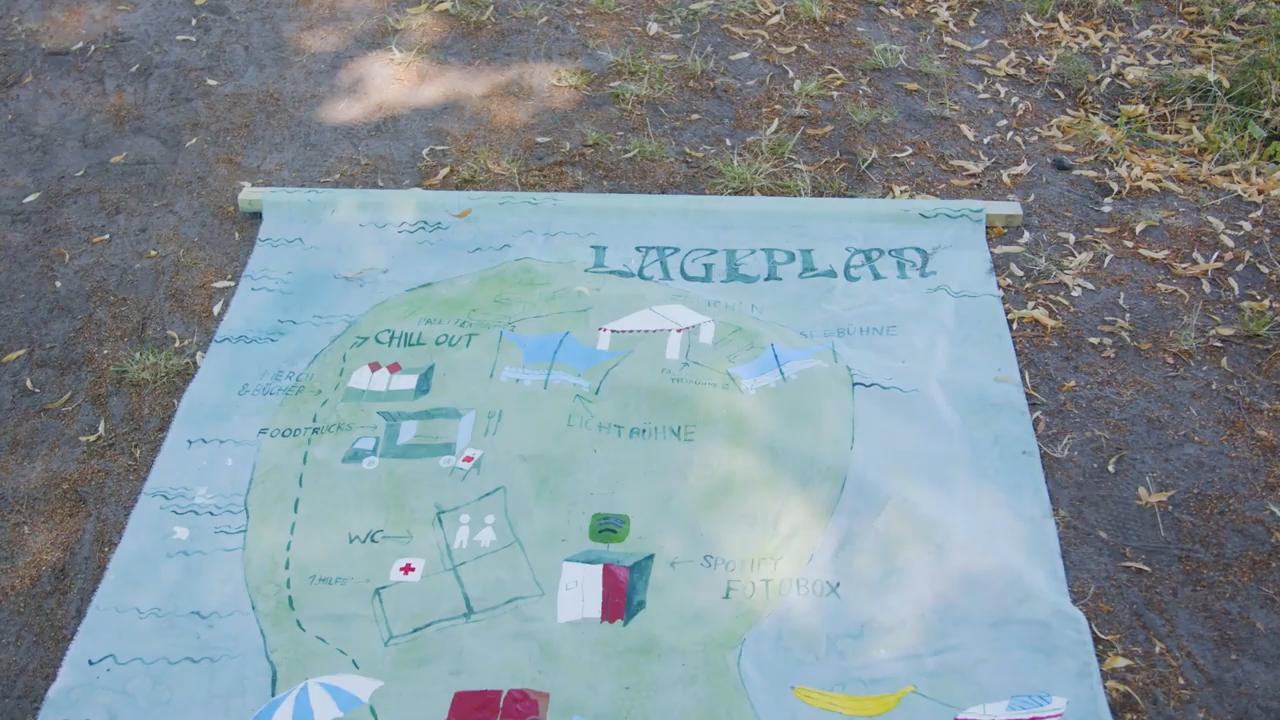 LAGEPLAN
SEEBÜHNE
CHILL OUT
MERCH
& BÜCHER
FOODTRUCKS
LICHTBÜHNE
WC
1. HILFE
SPOTIFY
FOTOBOX